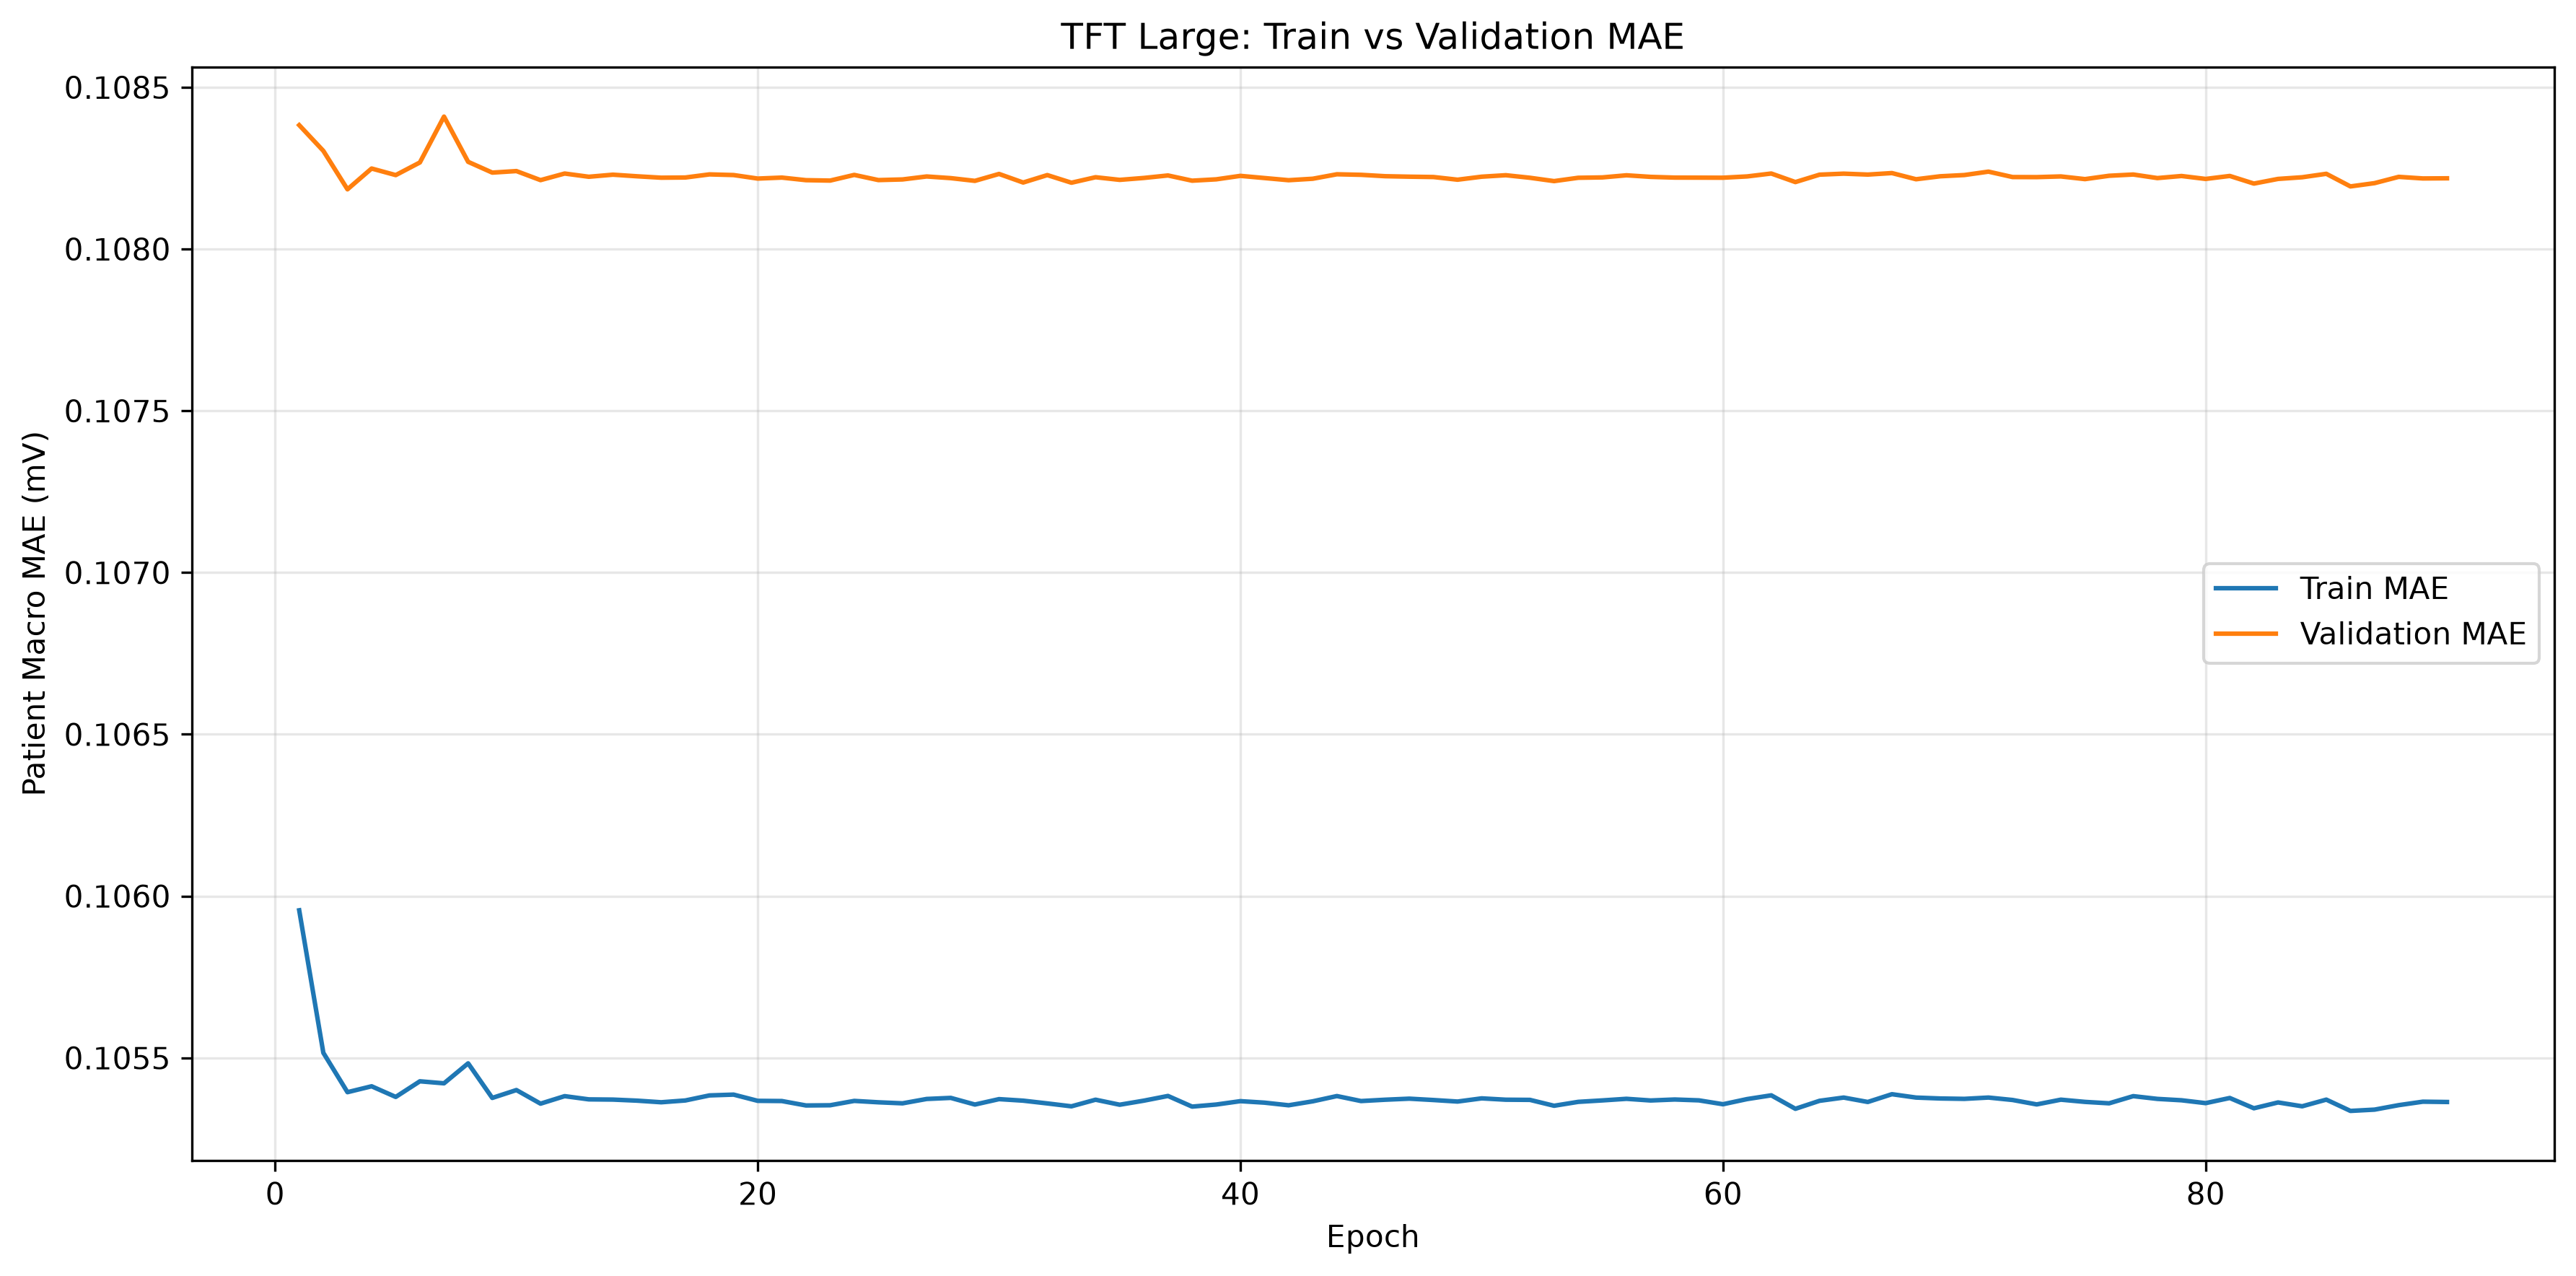 TFT Large: Train vs Validation MAE
0.1085
0.1080
0.1075
0.1070
0.1065
0.1060
0.1055
Patient Macro MAE (mV)
Train MAE
Validation MAE
0 20 40 60 80
Epoch